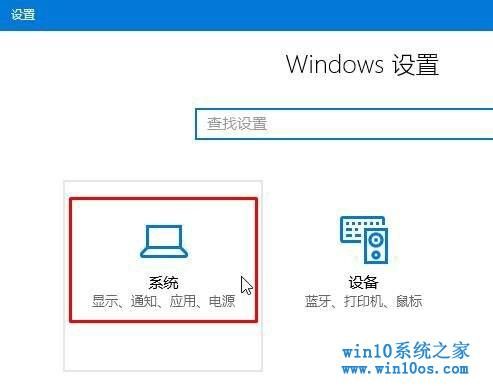 设置
Windows 设置
查找设置
系统
显示、通知、应用、电源
设备
蓝牙、打印机、鼠标
win10系统之家
www.win10os.com